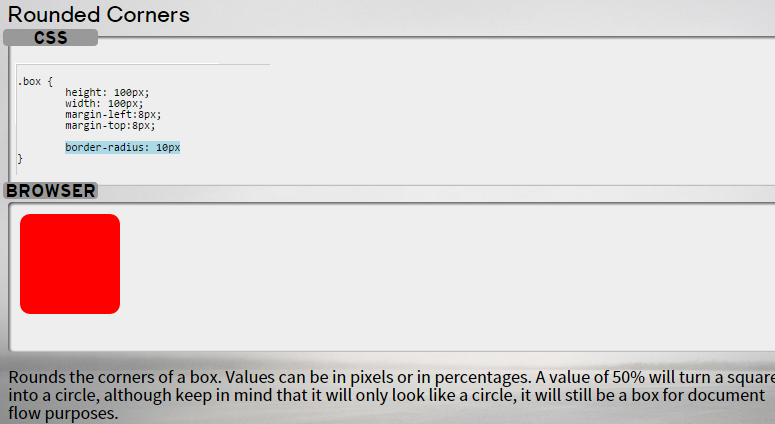 Rounded Corners
CSS
.box {
height: 100px;
width: 100px;
margin-left:8px;
margin-top:8px;
border-radius: 10px
}
BROWSER
Rounds the corners of a box. Values can be in pixels or in percentages. A value of 50% will turn a square
into a circle, although keep in mind that it will only look like a circle, it will still be a box for document
flow purposes.